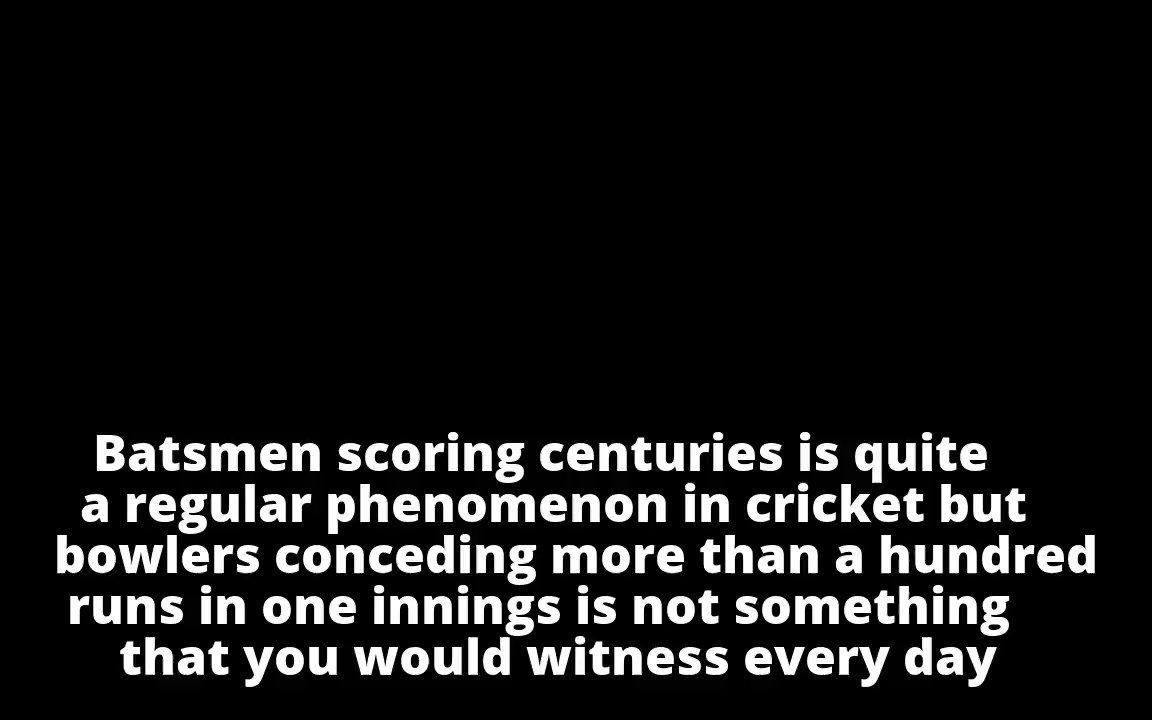 Batsmen scoring centuries is quite
a regular phenomenon in cricket but
bowlers conceding more than a hundred
runs in one innings is not something
that you would witness every day